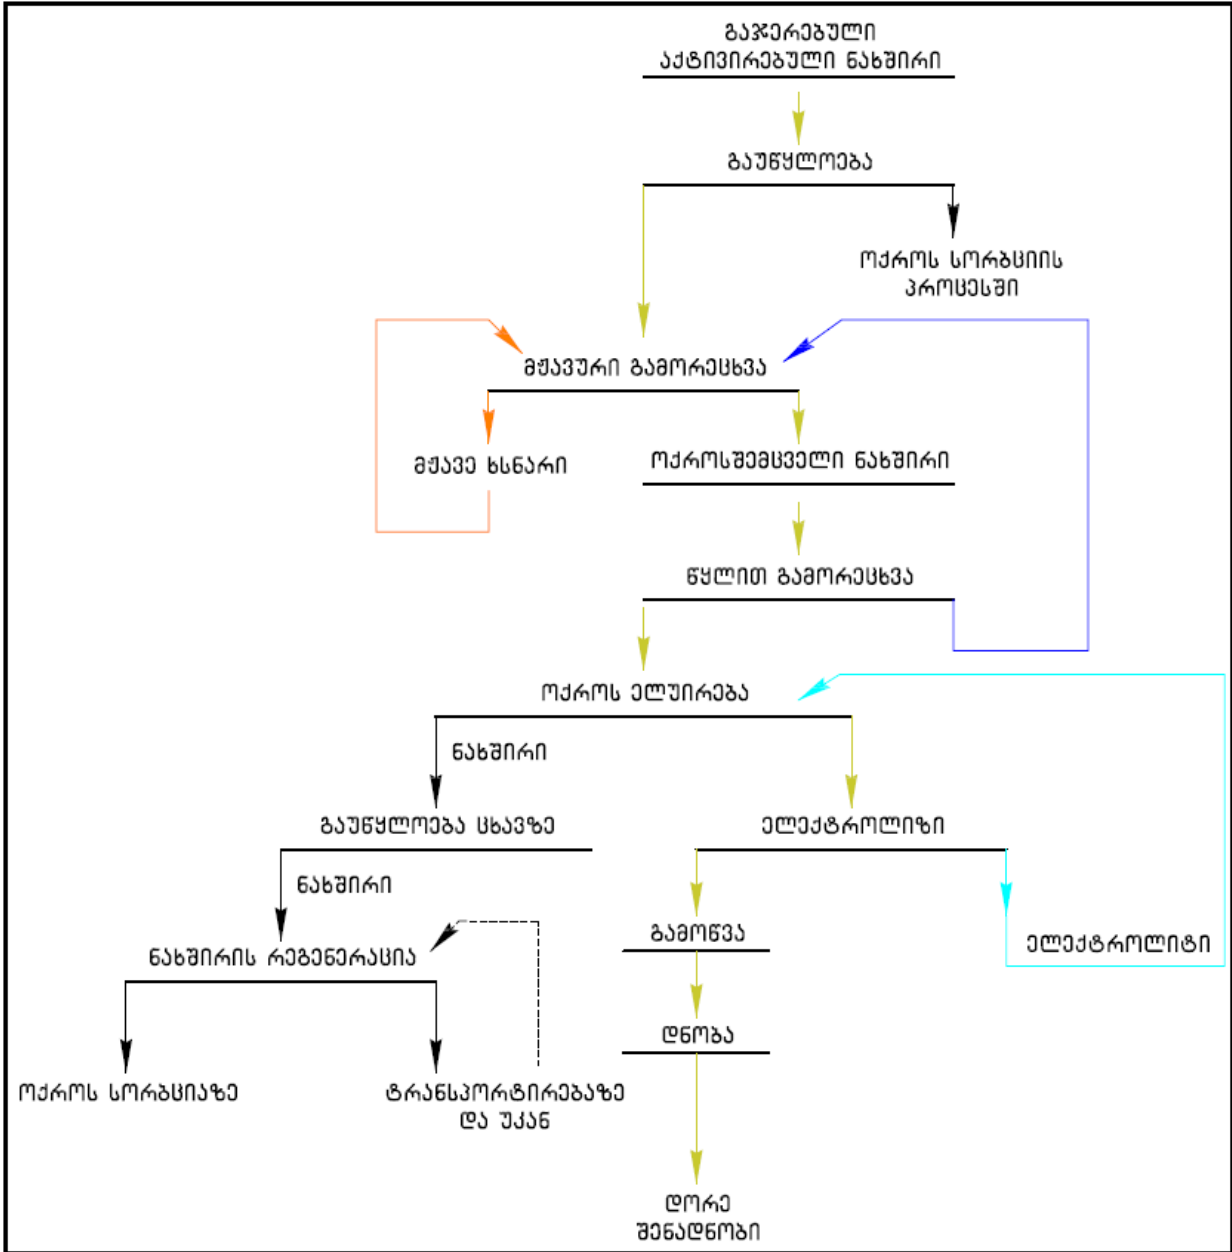 გაჯერებული
აქტივირებული ნახშირი
გაუწყლოება
ოქროს სორბციის
პროცესში
მჟავური გამორეცხვა
მჟავე ხსნარი
ოქროსშემცველი ნახშირი
წყლით გამორეცხვა
ოქროს ელუირება
ნახშირი
გაუწყლოება ცხავზე
ელექტროლიზი
ნახშირი
გამოწვა
ელექტროლიტი
ნახშირის რეგენერაცია
დნობა
ოქროს სორბციაზე
ტრანსპორტირებაზე
და უკან
დორე
შენადნობი